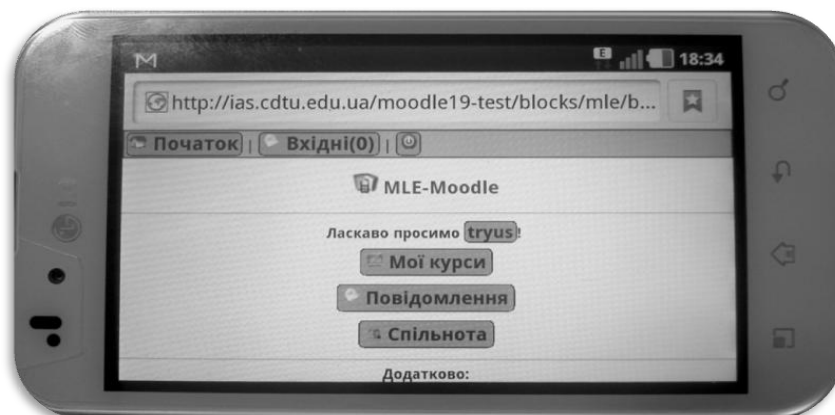 E 18:34
http://ias.cdtu.edu.ua/moodle19-test/blocks/mle/b...
Початок | Вхідні(0) |
MLE-Moodle
Ласкаво просимо tryus!
Мої курси
Повідомлення
Спільнота
Додатково: